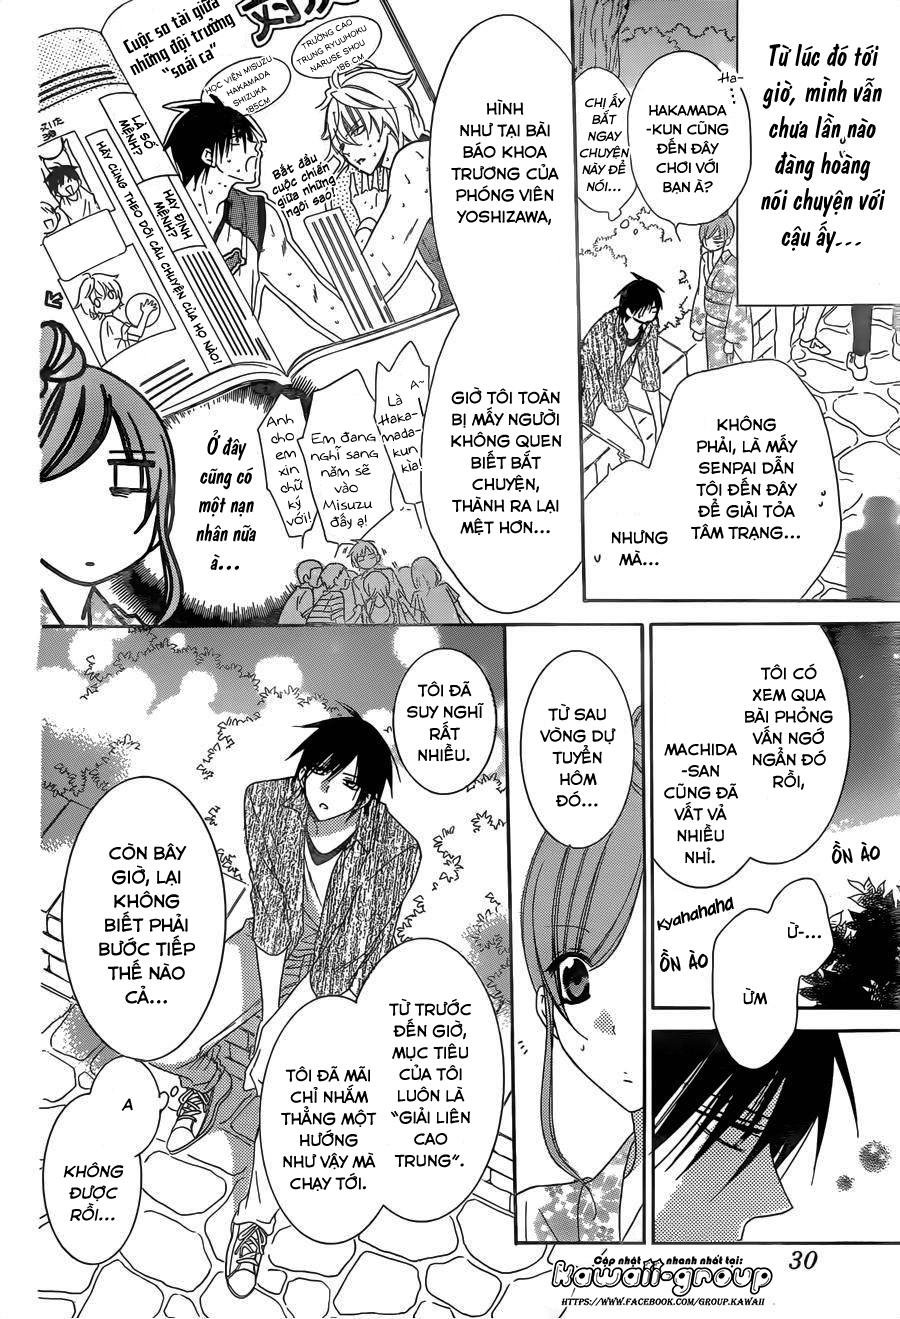 Từ lúc đó tới
giờ, mình vẫn
chưa lần nào
đàng hoàng
nói chuyện với
cậu ấy...
Ha-
...
HAKAMADA
-KUN CŨNG
ĐẾN ĐÂY
CHƠI VỚI
BẠN À?
CHỊ ẤY
BẮT
NGAY
CHUYỆN
NÀY ĐỂ
NÓI...
KHÔNG
PHẢI, LÀ MẤY
SENPAI DẪN
TÔI ĐẾN ĐÂY
ĐỂ GIẢI TỎA
TÂM TRẠNG...
NHƯNG
MÀ...
HÌNH
NHƯ TẠI BÀI
BÁO KHOA
TRƯƠNG CỦA
PHÓNG VIÊN
YOSHIZAWA,
GIỜ TÔI TOÀN
BỊ MẤY NGƯỜI
KHÔNG QUEN
BIẾT BẮT
CHUYỆN,
THÀNH RA LẠI
MỆT HƠN...
Cuộc so tài giữa
những đội trưởng
"soái ca"
TRƯỜNG CAO
TRUNG RYUUHOKU
NARUSE SHOU
186 CM
HỌC VIỆN MISUZU
HAKAMADA
SHIZUKA
185CM
Bắt đầu
cuộc chiến
giữa những
ngôi sao!
LÀ SỐ
MỆNH?
HAY ĐỊNH
MỆNH?
HÃY CÙNG THEO DÕI CÂU CHUYỆN CỦA HỌ NÀO!
A~
Là
Haka-
mada-
kun
kìa!
Em đang
nghỉ sang
năm sẽ
vào
Misuzu
đấy ạ!
Anh
cho
em
xin
chữ
ký
với!
Ở đây
cũng có
một nạn
nhân nữa
à...
TÔI CÓ
XEM QUA
BÀI PHỎNG
VẤN NGỚ
NGẨN ĐÓ
RỒI,
MACHIDA
-SAN
CŨNG ĐÃ
VẤT VẢ
NHIỀU
NHỈ.
ỒN ÀO
Kyahahaha
ỒN ÀO
Ừ-...
ỪM
TỪ SAU
VÒNG DỰ
TUYỂN
HÔM
ĐÓ...
TÔI ĐÃ
SUY NGHĨ
RẤT
NHIỀU.
TỪ TRƯỚC
ĐẾN GIỜ,
MỤC TIÊU
CỦA TÔI
LUÔN LÀ
"GIẢI LIÊN
CAO
TRUNG".
TÔI ĐÃ MÃI
CHỈ NHẮM
THẲNG MỘT
HƯỚNG
NHƯ VẬY MÀ
CHẠY TỚI.
CÒN BÂY
GIỜ, LẠI
KHÔNG
BIẾT PHẢI
BƯỚC TIẾP
THẾ NÀO
CẢ...
A
KHÔNG
ĐƯỢC
RỒI...
30
Cập nhật nhanh nhất tại:
kawaii-group
HTTPS://WWW.FACEBOOK.COM/GROUP.KAWAII